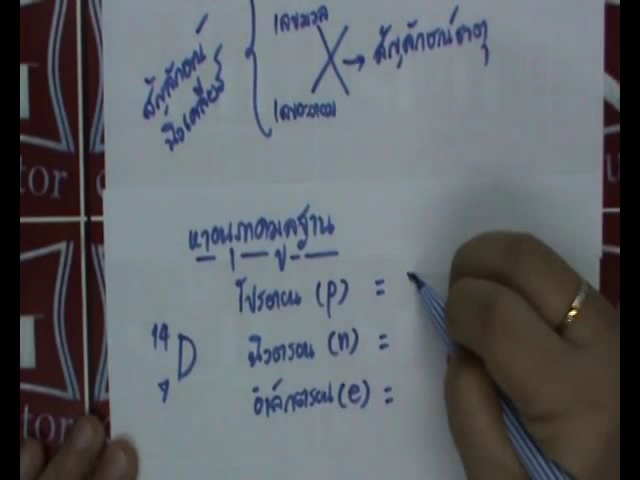 สัญลักษณ์
นิวเคลียร์
เลขมวล
X → สัญลักษณ์ธาตุ
เลขอะตอม
หาอนุภาคมูลฐาน
โปรตอน (p) =
14
D
7
นิวตรอน (n) =
อิเล็กตรอน (e) =
tor
tor